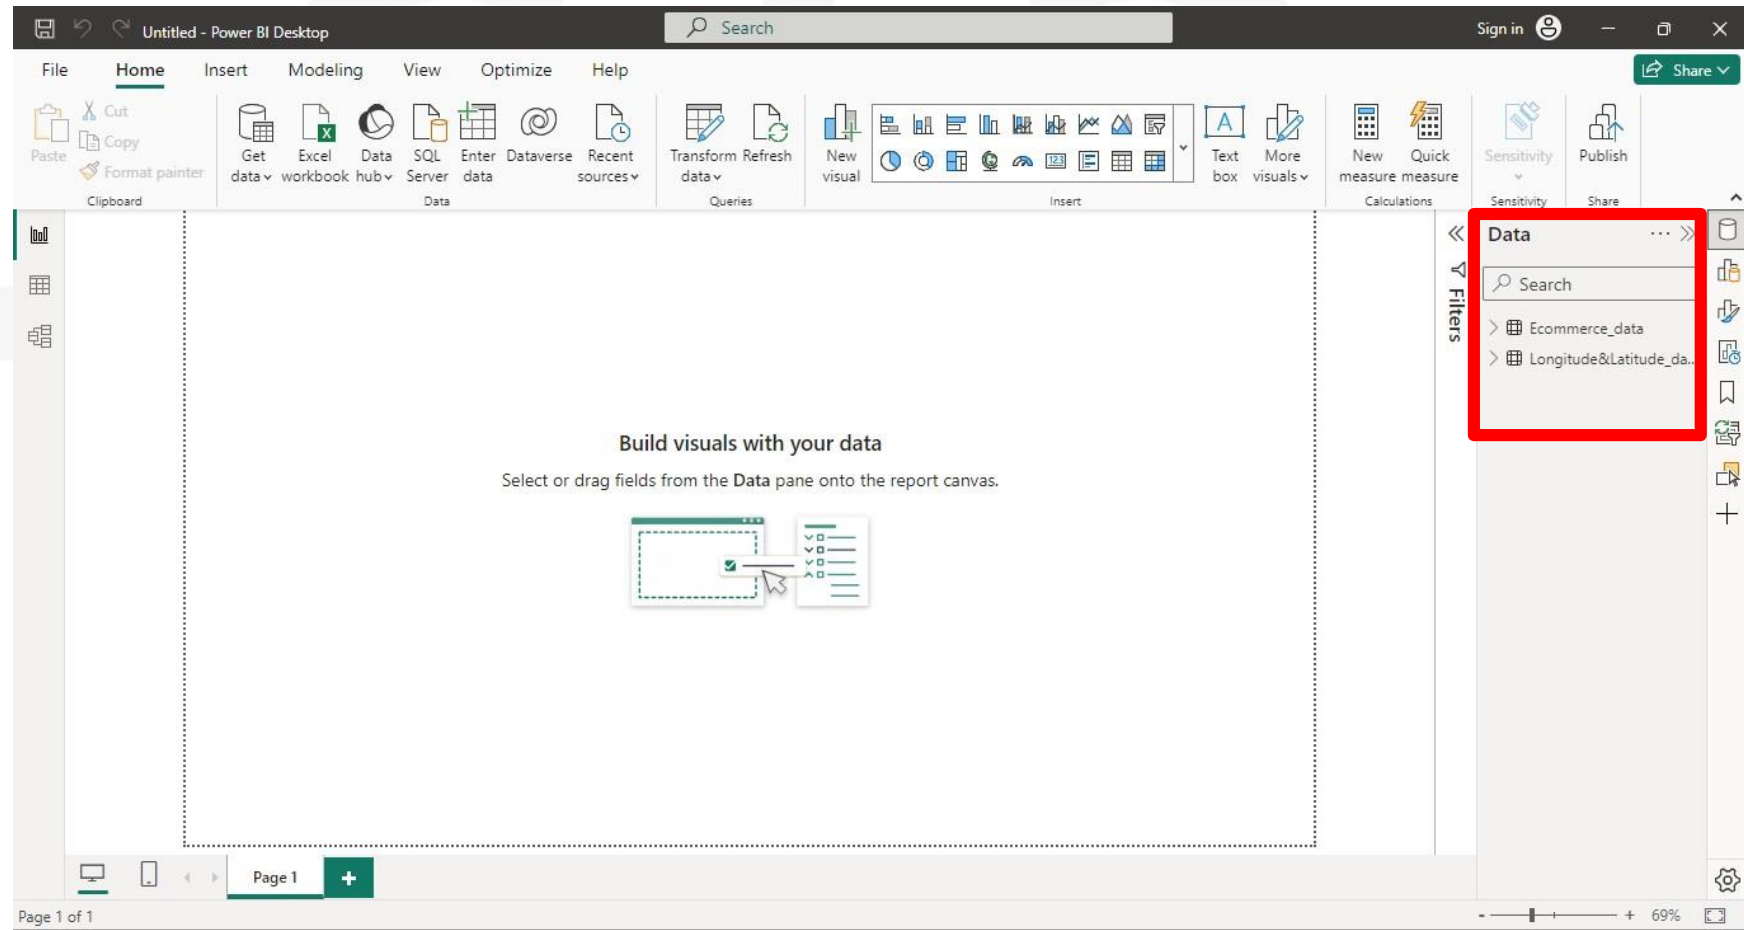 Untitled - Power BI Desktop
Search
Sign in
File Home Insert Modeling View Optimize Help
Share
Paste
Cut
Copy
Format painter
Clipboard
Get data
Excel workbook
Data hub
SQL Server
Enter data
Dataverse
Recent sources
Data
Transform data
Refresh
Queries
New visual
123
A
Text box
More visuals
Insert
New measure
Quick measure
Calculations
Sensitivity
Sensitivity
Publish
Share
Filters
Data
Search
Ecommerce_data
Longitude&Latitude_da..
Build visuals with your data
Select or drag fields from the Data pane onto the report canvas.
Page 1
Page 1 of 1
69%